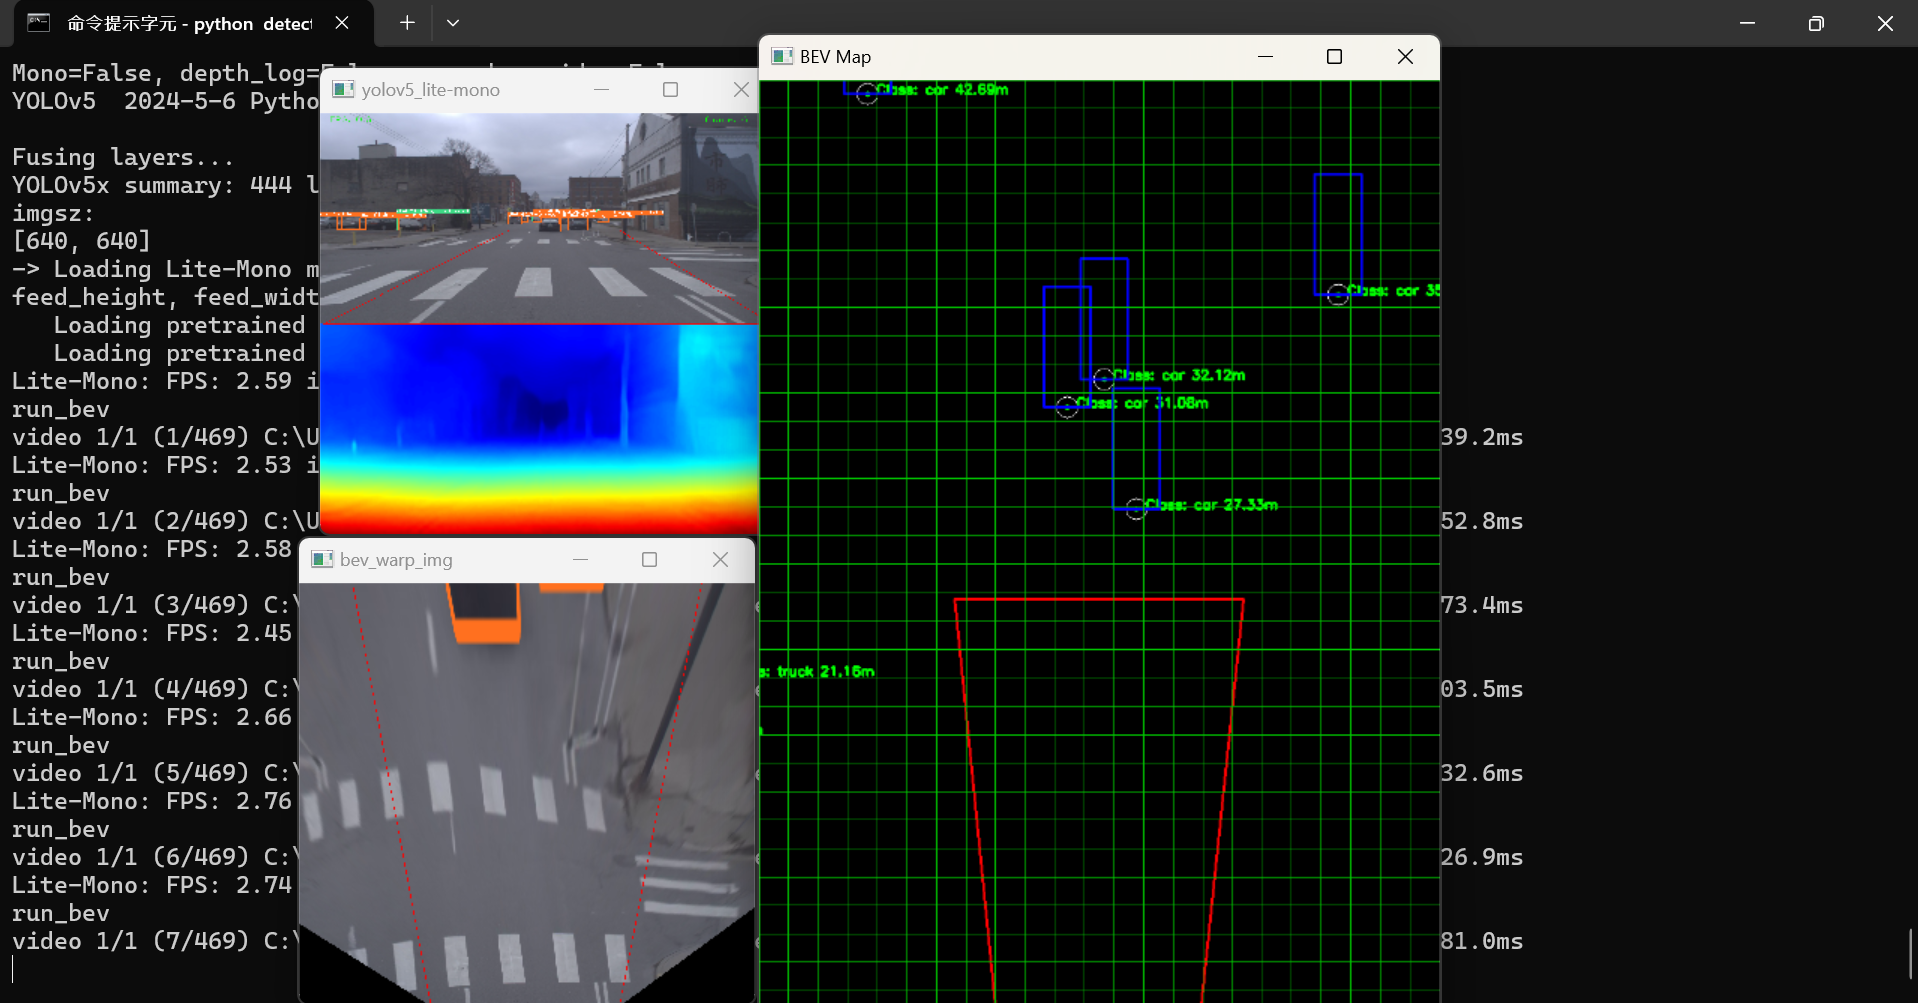 命令提示字元 - python detect
Mono=False, depth_log=
YOLOv5 2024-5-6 Pytho
Fusing layers...
YOLOv5x summary: 444 l
imgsz:
[640, 640]
-> Loading Lite-Mono m
feed_height, feed_widt
Loading pretrained
Loading pretrained
Lite-Mono: FPS: 2.59 i
run_bev
video 1/1 (1/469) C:\U
39.2ms
Lite-Mono: FPS: 2.53 i
run_bev
video 1/1 (2/469) C:\U
52.8ms
Lite-Mono: FPS: 2.58
run_bev
video 1/1 (3/469) C:\
73.4ms
Lite-Mono: FPS: 2.45
run_bev
video 1/1 (4/469) C:\
03.5ms
Lite-Mono: FPS: 2.66
run_bev
video 1/1 (5/469) C:\
32.6ms
Lite-Mono: FPS: 2.76
run_bev
video 1/1 (6/469) C:\
26.9ms
Lite-Mono: FPS: 2.74
run_bev
video 1/1 (7/469) C:\
81.0ms
yolov5_lite-mono
bev_warp_img
BEV Map
Class: car 42.69m
Class: car 35
Class: car 32.12m
Class: car 31.08m
Class: car 27.33m
s: truck 21.16m